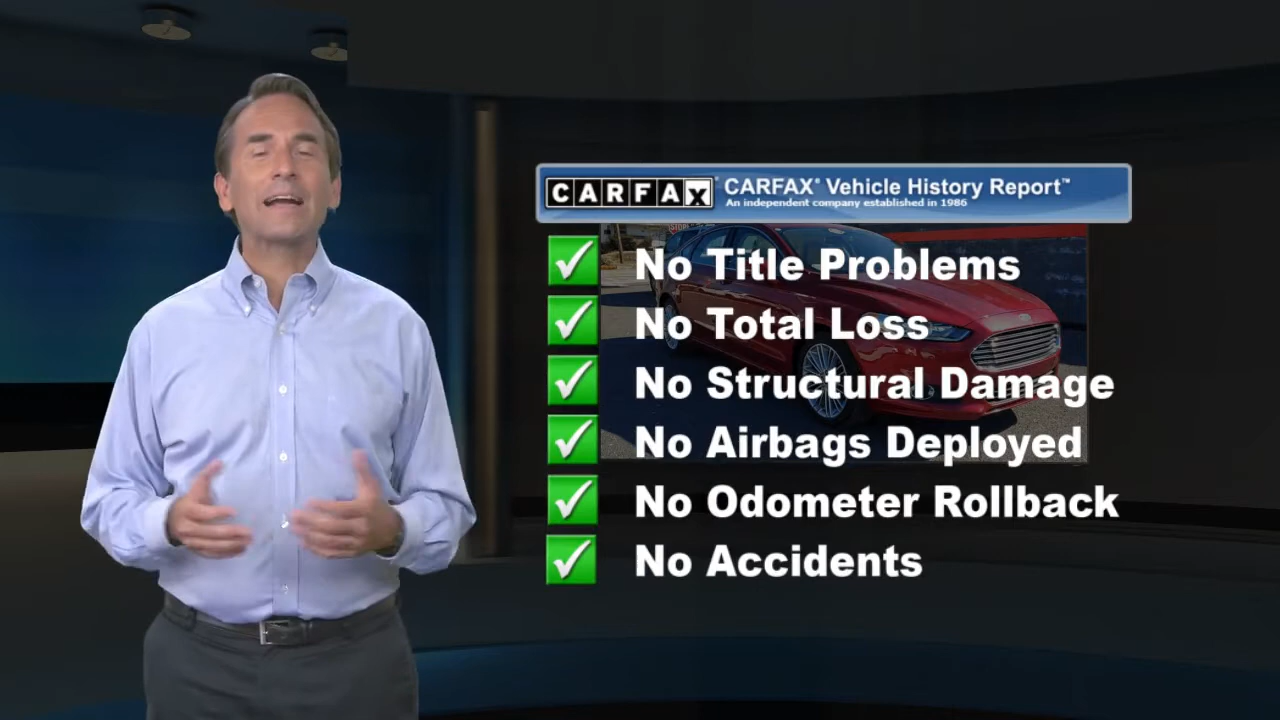 CARFAX® CARFAX® Vehicle History Report™
An independent company established in 1986
No Title Problems
No Total Loss
No Structural Damage
No Airbags Deployed
No Odometer Rollback
No Accidents